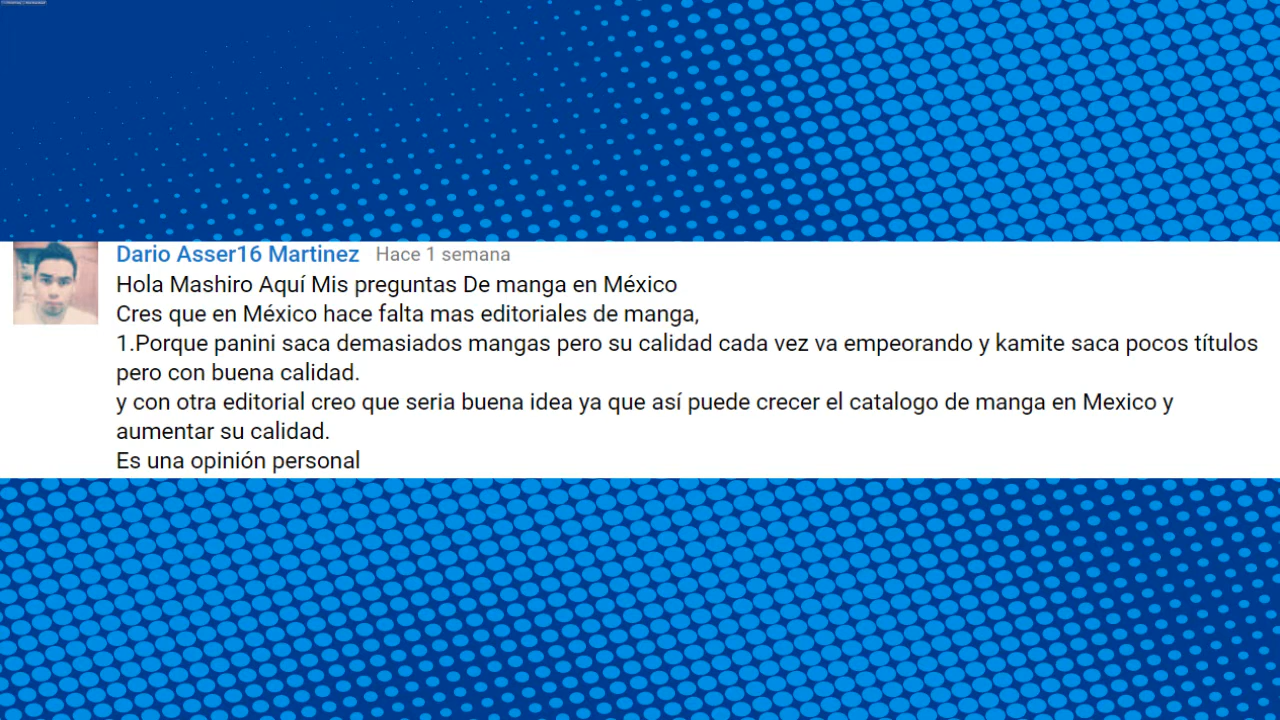 Dario Asser16 Martinez Hace 1 semana
Hola Mashiro Aquí Mis preguntas De manga en México
Cres que en México hace falta mas editoriales de manga,
1.Porque panini saca demasiados mangas pero su calidad cada vez va empeorando y kamite saca pocos títulos
pero con buena calidad.
y con otra editorial creo que seria buena idea ya que así puede crecer el catalogo de manga en Mexico y
aumentar su calidad.
Es una opinión personal